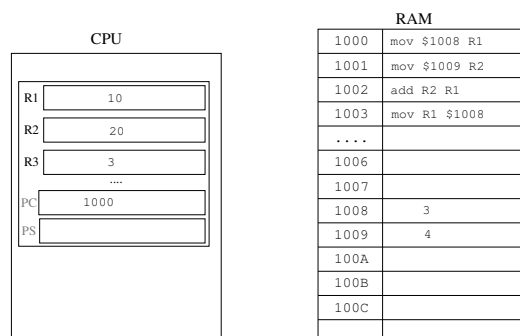 CPU
R1 10
R2 20
R3 3
....
PC 1000
PS
RAM
1000 mov $1008 R1
1001 mov $1009 R2
1002 add R2 R1
1003 mov R1 $1008
....
1006
1007
1008 3
1009 4
100A
100B
100C